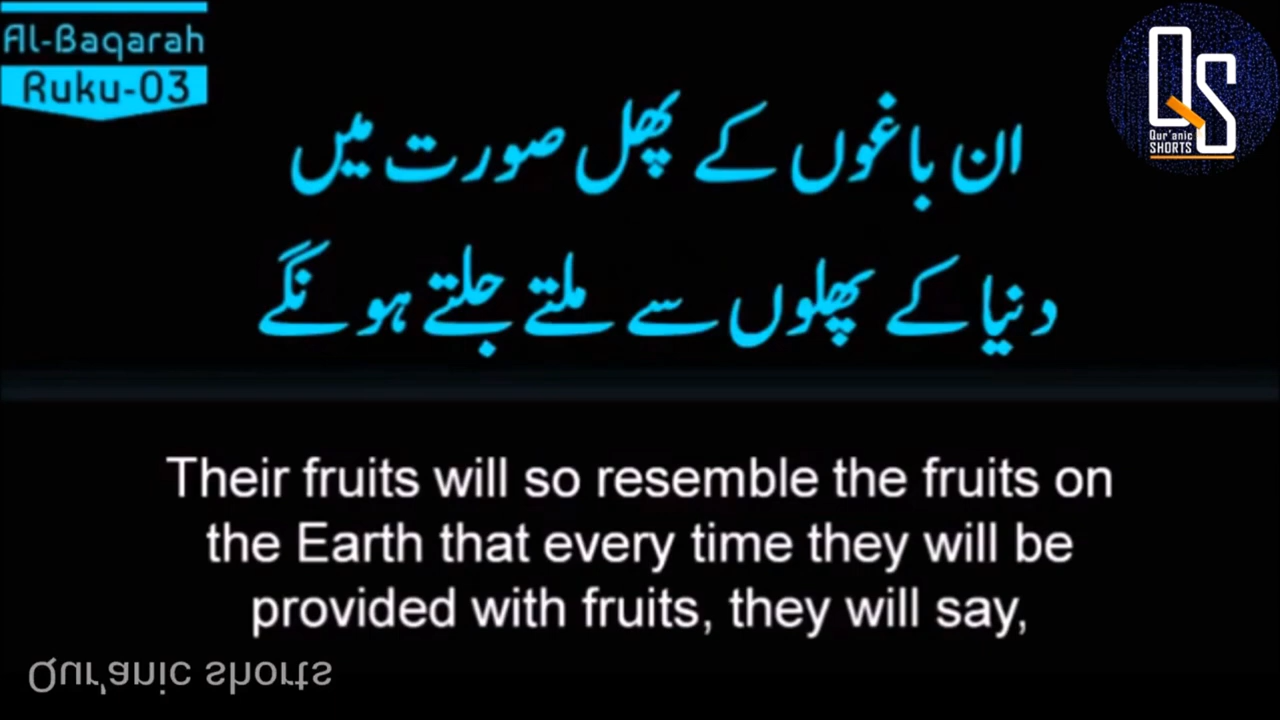 Al-Baqarah
Ruku-03
QS
Qur'anic
SHORTS
ان باغوں کے پھل صورت میں
دنیا کے پھلوں سے ملتے جلتے ہونگے
Their fruits will so resemble the fruits on
the Earth that every time they will be
provided with fruits, they will say,
Qur'anic shorts